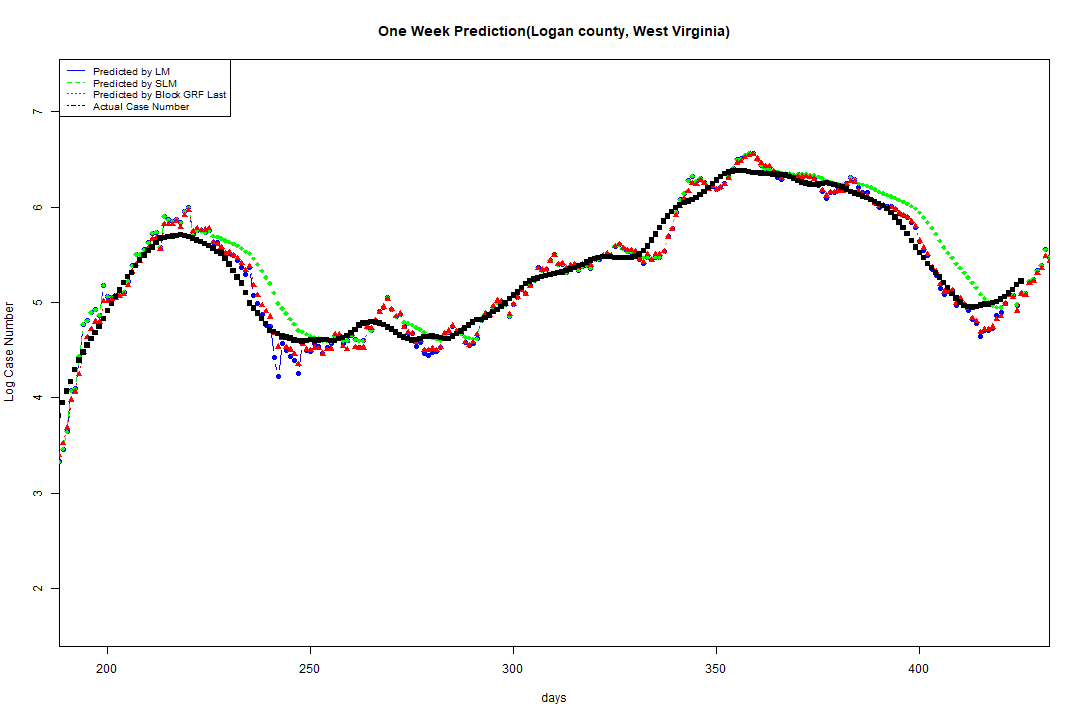 One Week Prediction(Logan county, West Virginia)
Predicted by LM
Predicted by SLM
Predicted by Block GRF Last
Actual Case Number
7
6
5
4
3
2
Log Case Number
200 250 300 350 400
days